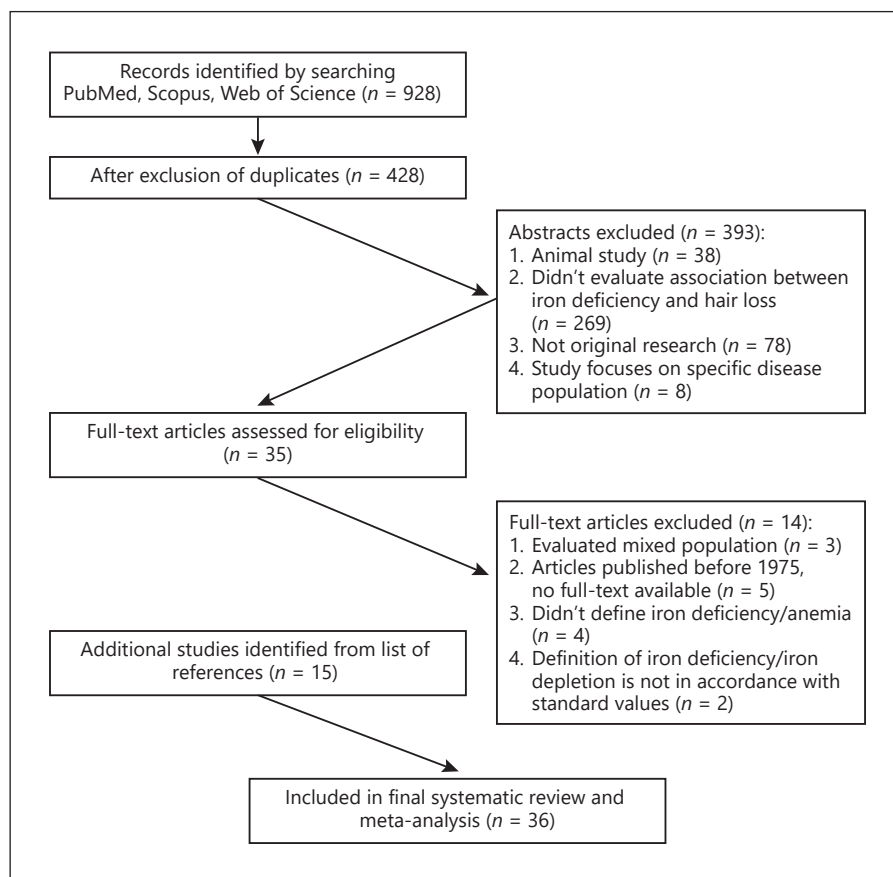 Records identified by searching
PubMed, Scopus, Web of Science (n = 928)
After exclusion of duplicates (n = 428)
Abstracts excluded (n = 393):
1. Animal study (n = 38)
2. Didn't evaluate association between
iron deficiency and hair loss
(n = 269)
3. Not original research (n = 78)
4. Study focuses on specific disease
population (n = 8)
Full-text articles assessed for eligibility
(n = 35)
Full-text articles excluded (n = 14):
1. Evaluated mixed population (n = 3)
2. Articles published before 1975,
no full-text available (n = 5)
3. Didn't define iron deficiency/anemia
(n = 4)
4. Definition of iron deficiency/iron
depletion is not in accordance with
standard values (n = 2)
Additional studies identified from list of
references (n = 15)
Included in final systematic review and
meta-analysis (n = 36)